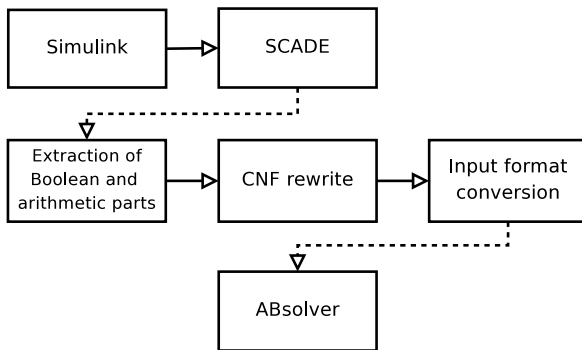 Simulink
SCADE
Extraction of
Boolean and
arithmetic parts
CNF rewrite
Input format
conversion
ABsolver